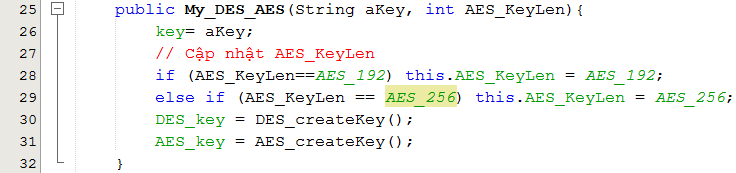 25 public My_DES_AES(String aKey, int AES_KeyLen){
26 key= aKey;
27 // Cập nhật AES_KeyLen
28 if (AES_KeyLen==AES_192) this.AES_KeyLen = AES_192;
29 else if (AES_KeyLen == AES_256) this.AES_KeyLen = AES_256;
30 DES_key = DES_createKey();
31 AES_key = AES_createKey();
32 }